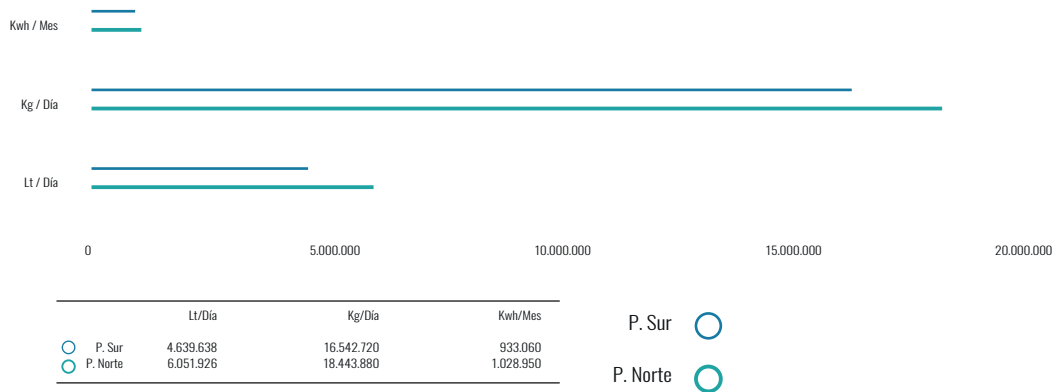 Kwh / Mes
Kg / Día
Lt / Día
0 5.000.000 10.000.000 15.000.000 20.000.000
Lt/Día Kg/Día Kwh/Mes
P. Sur 4.639.638 16.542.720 933.060
P. Norte 6.051.926 18.443.880 1.028.950
P. Sur
P. Norte